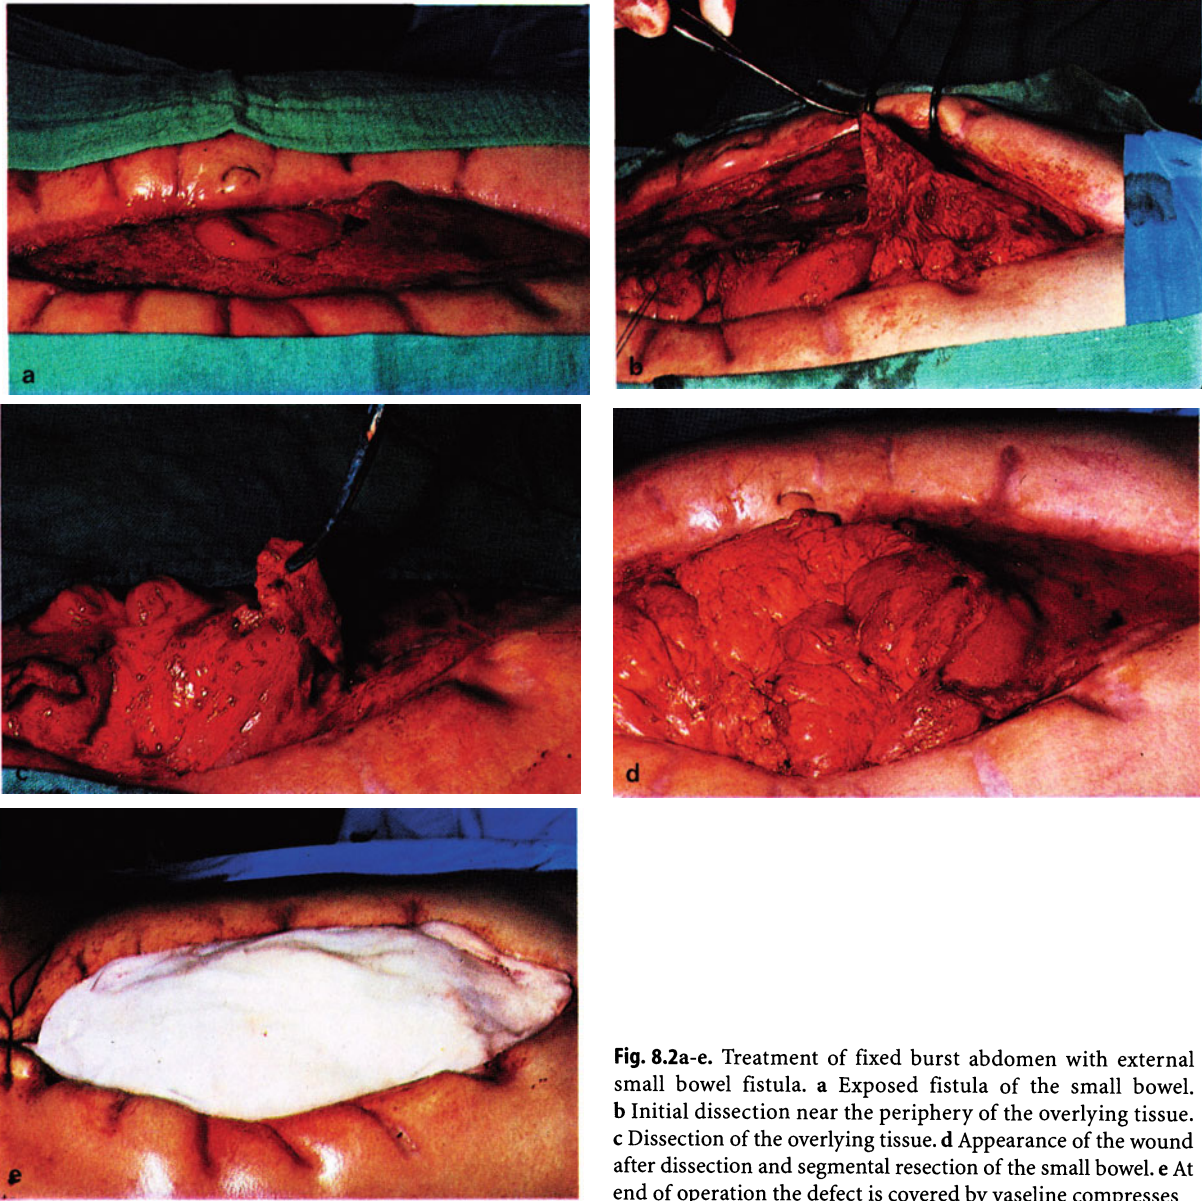 a
b
c
d
e
Fig. 8.2a-e. Treatment of fixed burst abdomen with external
small bowel fistula. a Exposed fistula of the small bowel.
b Initial dissection near the periphery of the overlying tissue.
c Dissection of the overlying tissue. d Appearance of the wound
after dissection and segmental resection of the small bowel. e At
end of operation the defect is covered by vaseline compresses